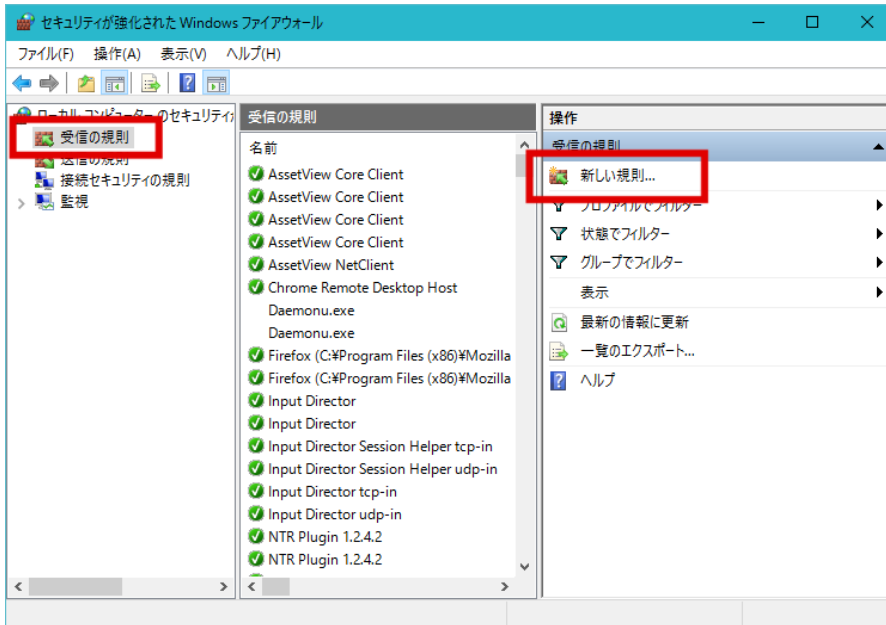 セキュリティが強化された Windows ファイアウォール
ファイル(F) 操作(A) 表示(V) ヘルプ(H)
ローカル コンピューター のセキュリティ
受信の規則
送信の規則
接続セキュリティの規則
監視
受信の規則
名前
AssetView Core Client
AssetView Core Client
AssetView Core Client
AssetView Core Client
AssetView NetClient
Chrome Remote Desktop Host
Daemonu.exe
Daemonu.exe
Firefox (C:¥Program Files (x86)¥Mozilla
Firefox (C:¥Program Files (x86)¥Mozilla
Input Director
Input Director
Input Director Session Helper tcp-in
Input Director Session Helper udp-in
Input Director tcp-in
Input Director udp-in
NTR Plugin 1.2.4.2
NTR Plugin 1.2.4.2
操作
受信の規則
新しい規則...
プロファイルでフィルター
状態でフィルター
グループでフィルター
表示
最新の情報に更新
一覧のエクスポート...
ヘルプ